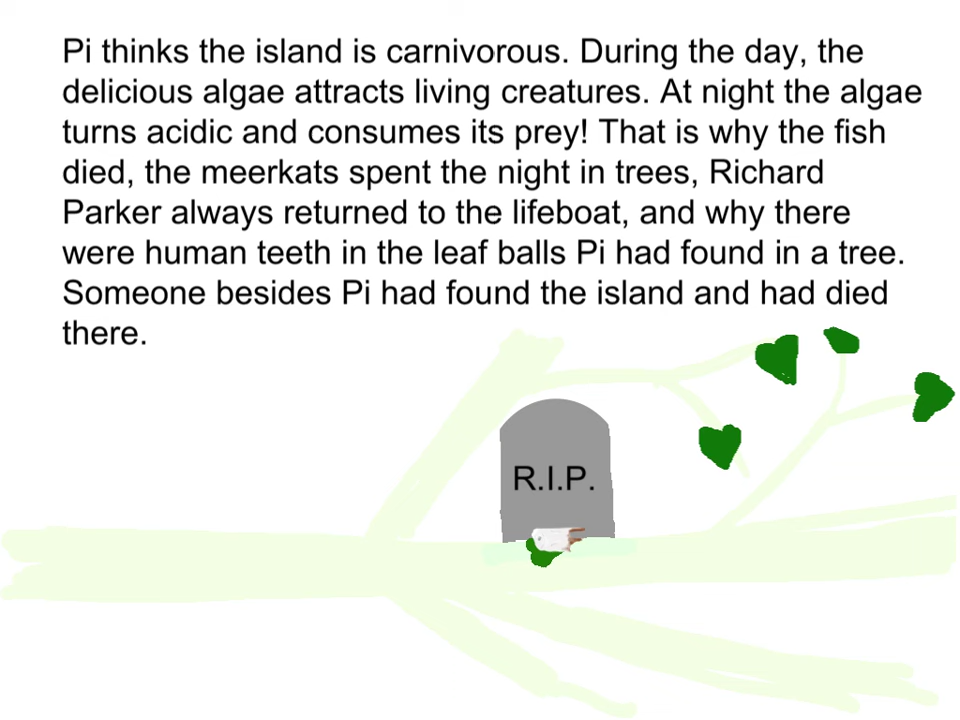 Pi thinks the island is carnivorous. During the day, the
delicious algae attracts living creatures. At night the algae
turns acidic and consumes its prey! That is why the fish
died, the meerkats spent the night in trees, Richard
Parker always returned to the lifeboat, and why there
were human teeth in the leaf balls Pi had found in a tree.
Someone besides Pi had found the island and had died
there.
R.I.P.